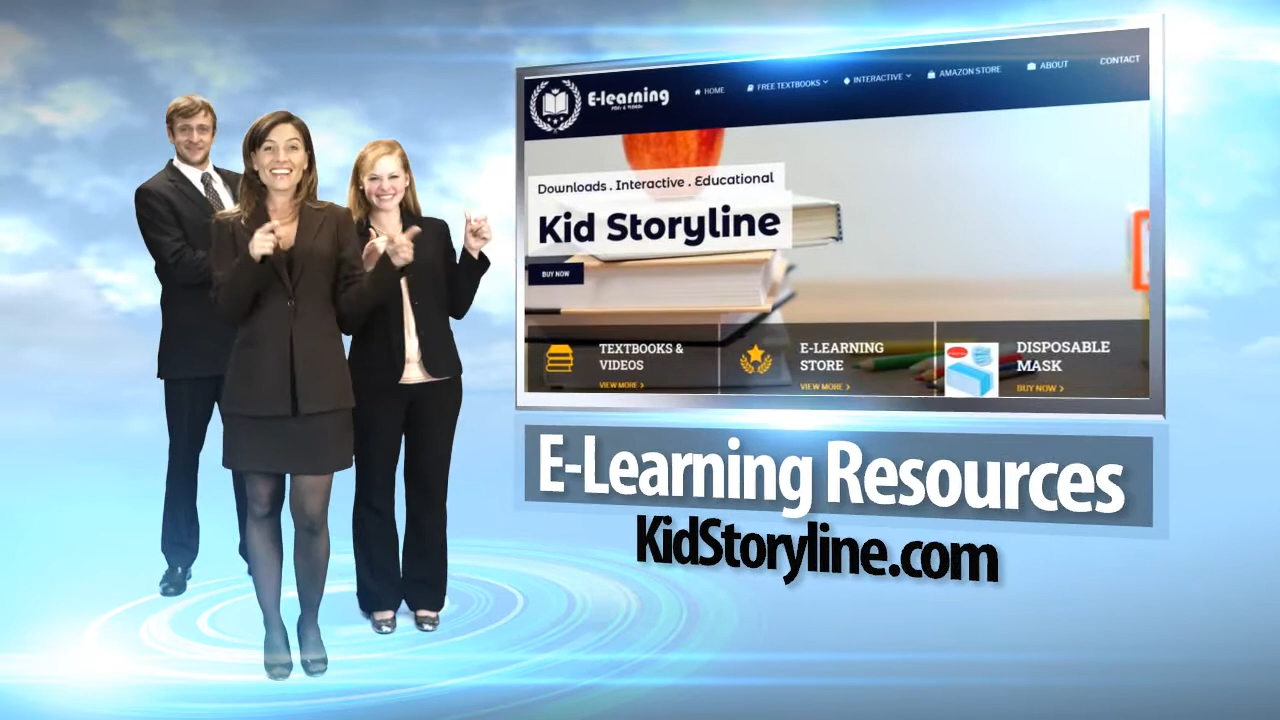 E-learning
HOME
FREE TEXTBOOKS
INTERACTIVE
AMAZON STORE
ABOUT
CONTACT
Downloads . Interactive . Educational
Kid Storyline
BUY NOW
TEXTBOOKS &
VIDEOS
VIEW MORE >
E-LEARNING
STORE
VIEW MORE >
DISPOSABLE
MASK
BUY NOW >
E-Learning Resources
KidStoryline.com